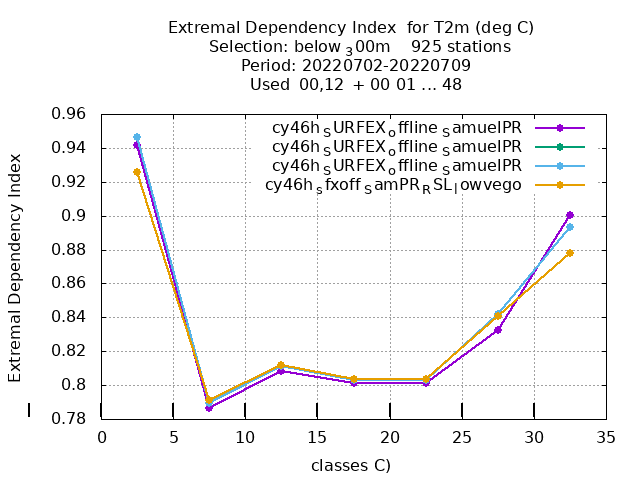 Extremal Dependency Index for T2m (deg C)
Selection: below 300m 925 stations
Period: 20220702-20220709
Used 00,12 + 00 01 ... 48
cy46h SURFEX offline SamuelPR
cy46h SURFEX offline SamuelPR
cy46h SURFEX offline SamuelPR
cy46h sfxoff SamPR RSL lowvego
Extremal Dependency Index
0.96
0.94
0.92
0.9
0.88
0.86
0.84
0.82
0.8
0.78
0 5 10 15 20 25 30 35
classes C)